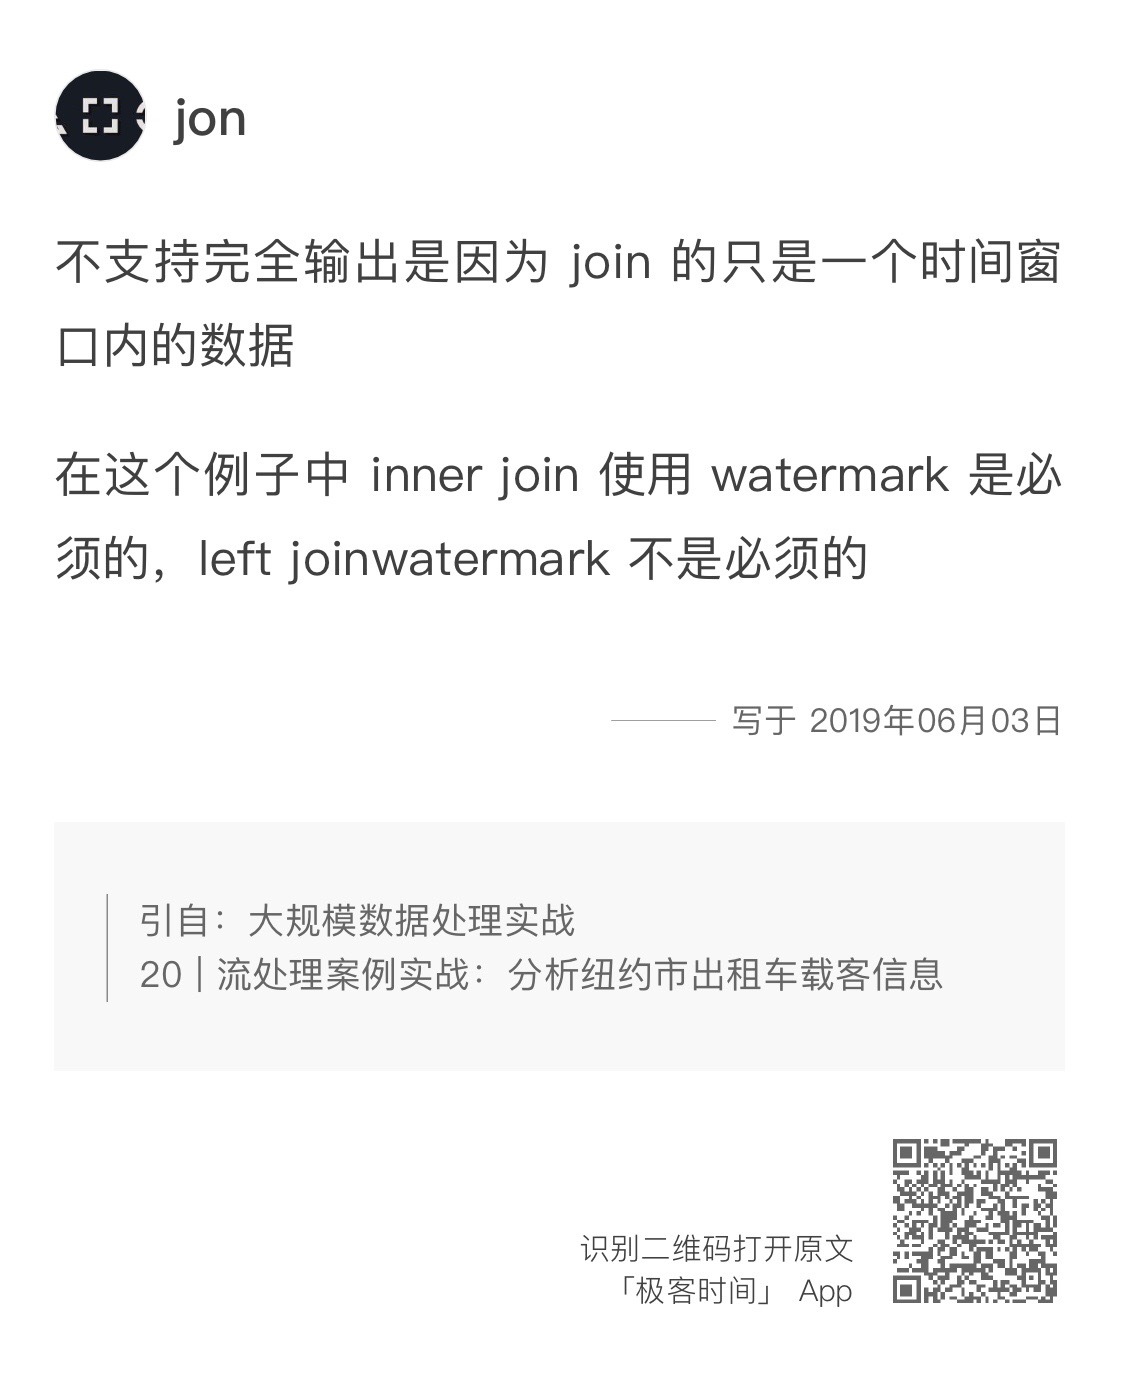 jon
不支持完全输出是因为 join 的只是一个时间窗
口内的数据
在这个例子中 inner join 使用 watermark 是必
须的，left joinwatermark 不是必须的
写于 2019年06月03日
引自：大规模数据处理实战
20 | 流处理案例实战：分析纽约市出租车载客信息
识别二维码打开原文
「极客时间」 App